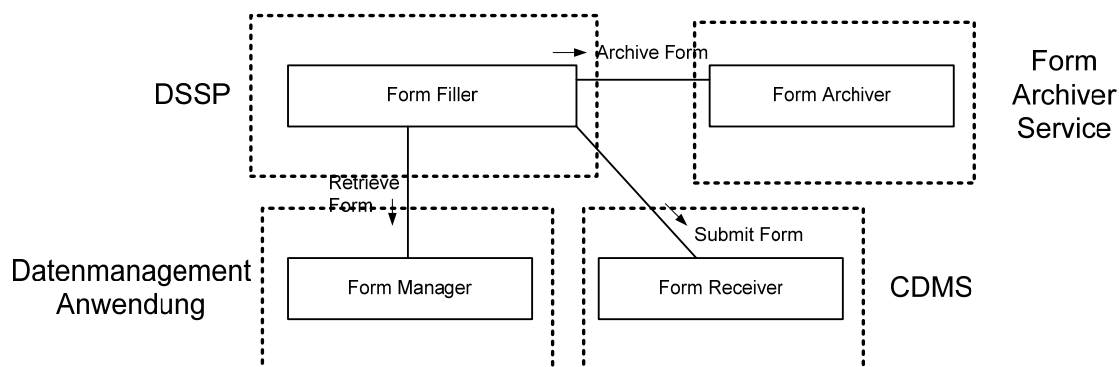 Archive Form
DSSP
Form Filler
Form Archiver
Form
Archiver
Service
Retrieve
Form
Submit Form
Datenmanagement
Anwendung
Form Manager
Form Receiver
CDMS